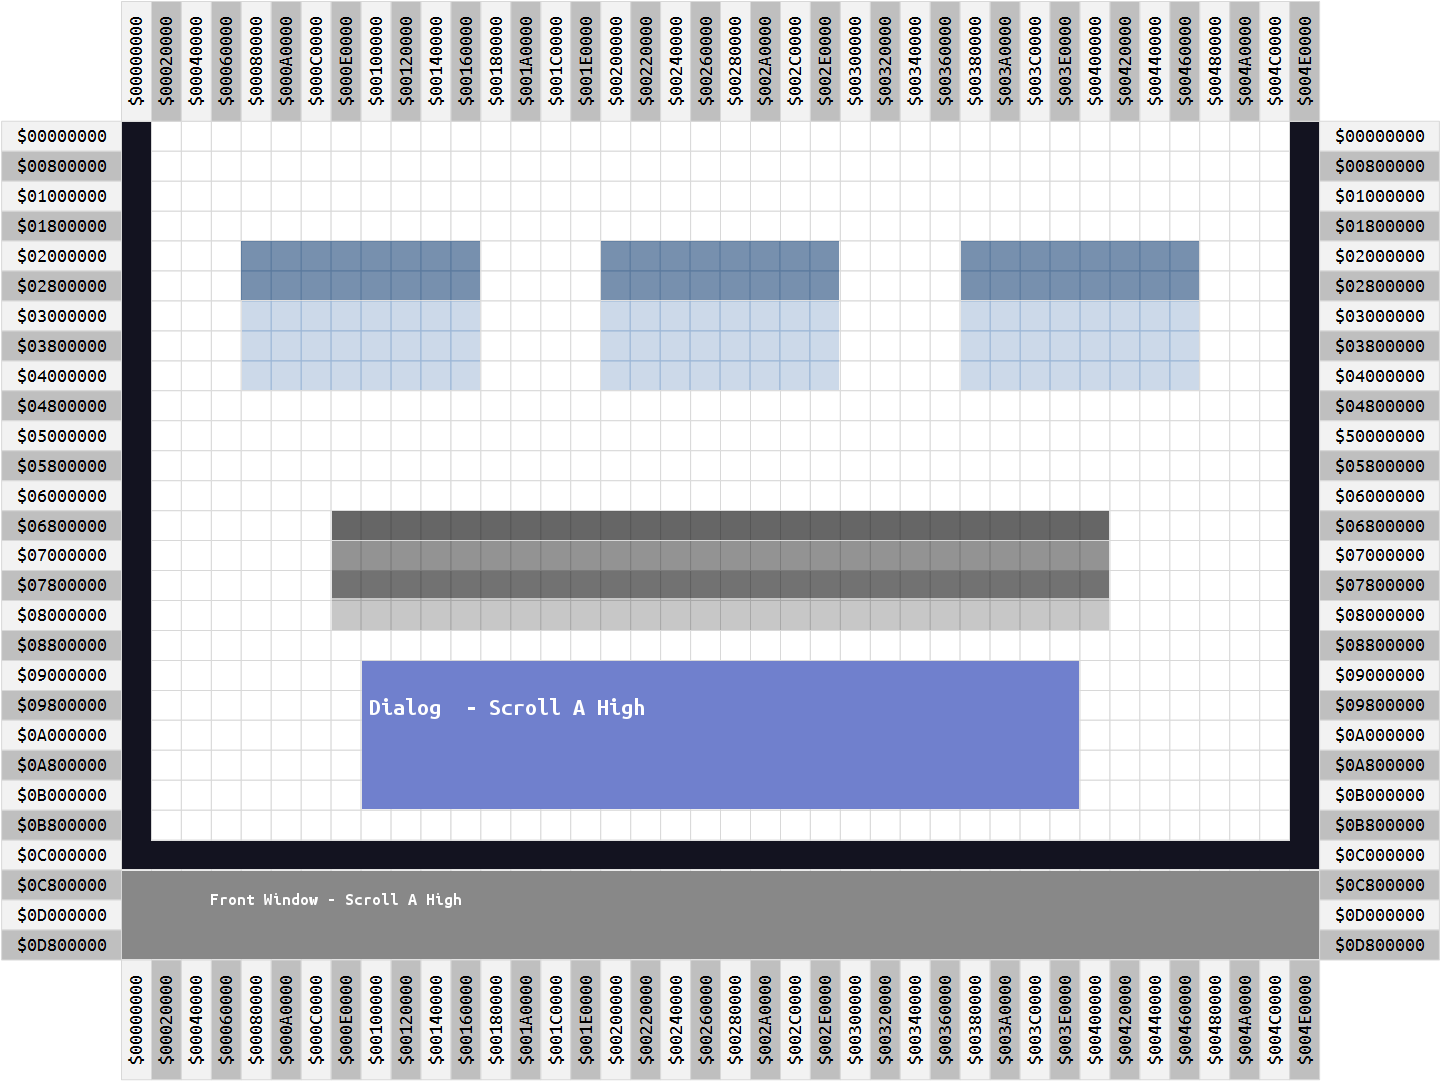 $00000000 $00020000 $00040000 $00060000 $00080000 $000A0000 $000C0000 $000E0000 $00100000 $00120000 $00140000 $00160000 $00180000 $001A0000 $001C0000 $001E0000 $00200000 $00220000 $00240000 $00260000 $00280000 $002A0000 $002C0000 $002E0000 $00300000 $00320000 $00340000 $00360000 $00380000 $003A0000 $003C0000 $003E0000 $00400000 $00420000 $00440000 $00460000 $00480000 $004A0000 $004C0000 $004E0000
$00000000 $00000000
$00800000 $00800000
$01000000 $01000000
$01800000 $01800000
$02000000 $02000000
$02800000 $02800000
$03000000 $03000000
$03800000 $03800000
$04000000 $04000000
$04800000 $04800000
$05000000 $50000000
$05800000 $05800000
$06000000 $06000000
$06800000 $06800000
$07000000 $07000000
$07800000 $07800000
$08000000 $08000000
$08800000 $08800000
$09000000 $09000000
$09800000 Dialog  - Scroll A High $09800000
$0A000000 $0A000000
$0A800000 $0A800000
$0B000000 $0B000000
$0B800000 $0B800000
$0C000000 $0C000000
$0C800000 $0C800000
Front Window - Scroll A High
$0D000000 $0D000000
$0D800000 $0D800000
$00000000 $00020000 $00040000 $00060000 $00080000 $000A0000 $000C0000 $000E0000 $00100000 $00120000 $00140000 $00160000 $00180000 $001A0000 $001C0000 $001E0000 $00200000 $00220000 $00240000 $00260000 $00280000 $002A0000 $002C0000 $002E0000 $00300000 $00320000 $00340000 $00360000 $00380000 $003A0000 $003C0000 $003E0000 $00400000 $00420000 $00440000 $00460000 $00480000 $004A0000 $004C0000 $004E0000